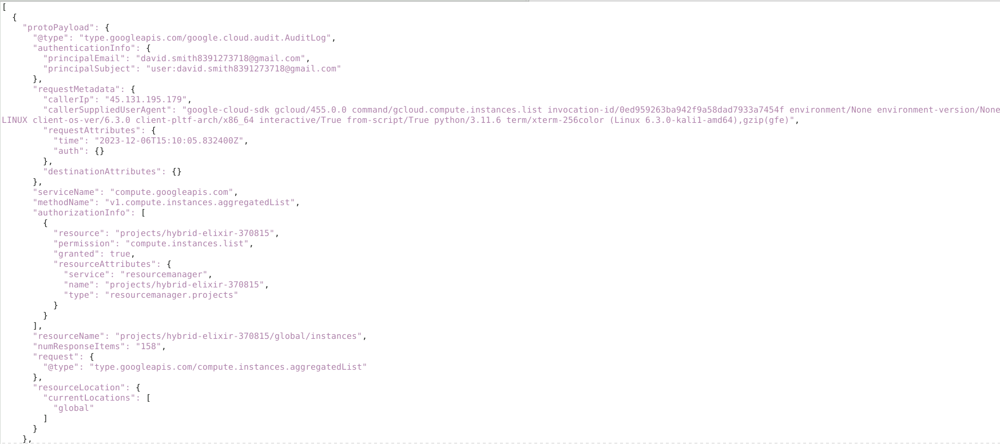 [
  {
    "protoPayload": {
      "@type": "type.googleapis.com/google.cloud.audit.AuditLog",
      "authenticationInfo": {
        "principalEmail": "david.smith8391273718@gmail.com",
        "principalSubject": "user:david.smith8391273718@gmail.com"
      },
      "requestMetadata": {
        "callerIp": "45.131.195.179",
        "callerSuppliedUserAgent": "google-cloud-sdk gcloud/455.0.0 command/gcloud.compute.instances.list invocation-id/0ed959263ba942f9a58dad7933a7454f environment/None environment-version/None
LINUX client-os-ver/6.3.0 client-pltf-arch/x86_64 interactive/True from-script/True python/3.11.6 term/xterm-256color (Linux 6.3.0-kali1-amd64),gzip(gfe)",
        "requestAttributes": {
          "time": "2023-12-06T15:10:05.832400Z",
          "auth": {}
        },
        "destinationAttributes": {}
      },
      "serviceName": "compute.googleapis.com",
      "methodName": "v1.compute.instances.aggregatedList",
      "authorizationInfo": [
        {
          "resource": "projects/hybrid-elixir-370815",
          "permission": "compute.instances.list",
          "granted": true,
          "resourceAttributes": {
            "service": "resourcemanager",
            "name": "projects/hybrid-elixir-370815",
            "type": "resourcemanager.projects"
          }
        }
      ],
      "resourceName": "projects/hybrid-elixir-370815/global/instances",
      "numResponseItems": "158",
      "request": {
        "@type": "type.googleapis.com/compute.instances.aggregatedList"
      },
      "resourceLocation": {
        "currentLocations": [
          "global"
        ]
      }
    },